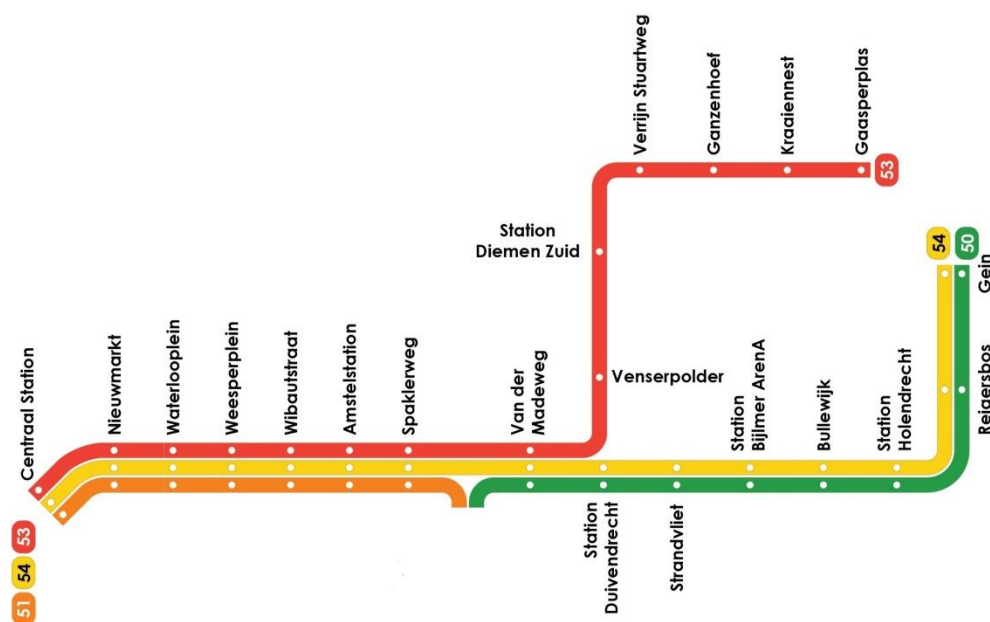 Centraal Station
Nieuwmarkt
Waterlooplein
Weesperplein
Wibautstraat
Amstelstation
Spaklerweg
Van der
Madeweg
Venserpolder
Station
Diemen Zuid
Verrijn Stuartweg
Ganzenhoef
Kraaiennest
Gaasperplas
53
Station
Duivendrecht
Strandvliet
Station
Bijlmer ArenA
Bullewijk
Station
Holendrecht
Reigersbos
Gein
54
50
51
54
53